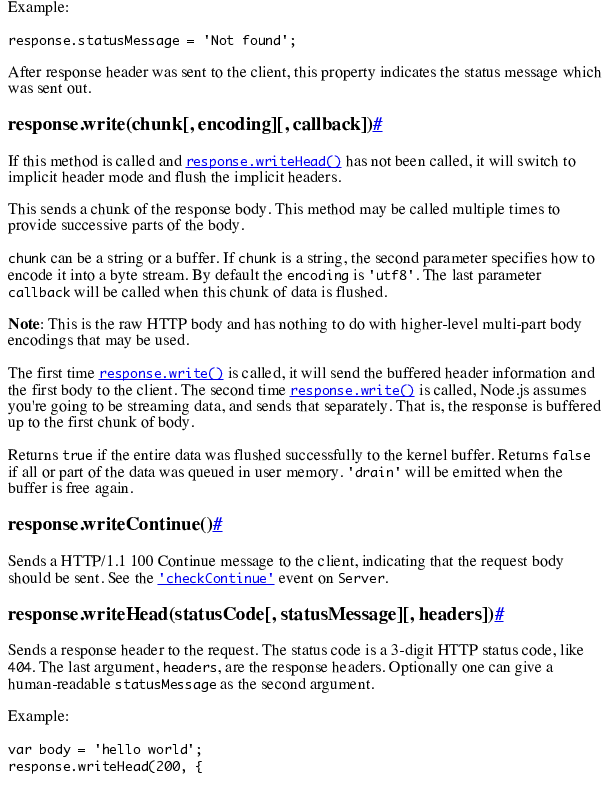 Example:
response.statusMessage = 'Not found';
After response header was sent to the client, this property indicates the status message which
was sent out.
response.write(chunk[, encoding][, callback])#
If this method is called and response.writeHead() has not been called, it will switch to
implicit header mode and flush the implicit headers.
This sends a chunk of the response body. This method may be called multiple times to
provide successive parts of the body.
chunk can be a string or a buffer. If chunk is a string, the second parameter specifies how to
encode it into a byte stream. By default the encoding is 'utf8'. The last parameter
callback will be called when this chunk of data is flushed.
Note: This is the raw HTTP body and has nothing to do with higher-level multi-part body
encodings that may be used.
The first time response.write() is called, it will send the buffered header information and
the first body to the client. The second time response.write() is called, Node.js assumes
you're going to be streaming data, and sends that separately. That is, the response is buffered
up to the first chunk of body.
Returns true if the entire data was flushed successfully to the kernel buffer. Returns false
if all or part of the data was queued in user memory. 'drain' will be emitted when the
buffer is free again.
response.writeContinue()#
Sends a HTTP/1.1 100 Continue message to the client, indicating that the request body
should be sent. See the 'checkContinue' event on Server.
response.writeHead(statusCode[, statusMessage][, headers])#
Sends a response header to the request. The status code is a 3-digit HTTP status code, like
404. The last argument, headers, are the response headers. Optionally one can give a
human-readable statusMessage as the second argument.
Example:
var body = 'hello world';
response.writeHead(200, {